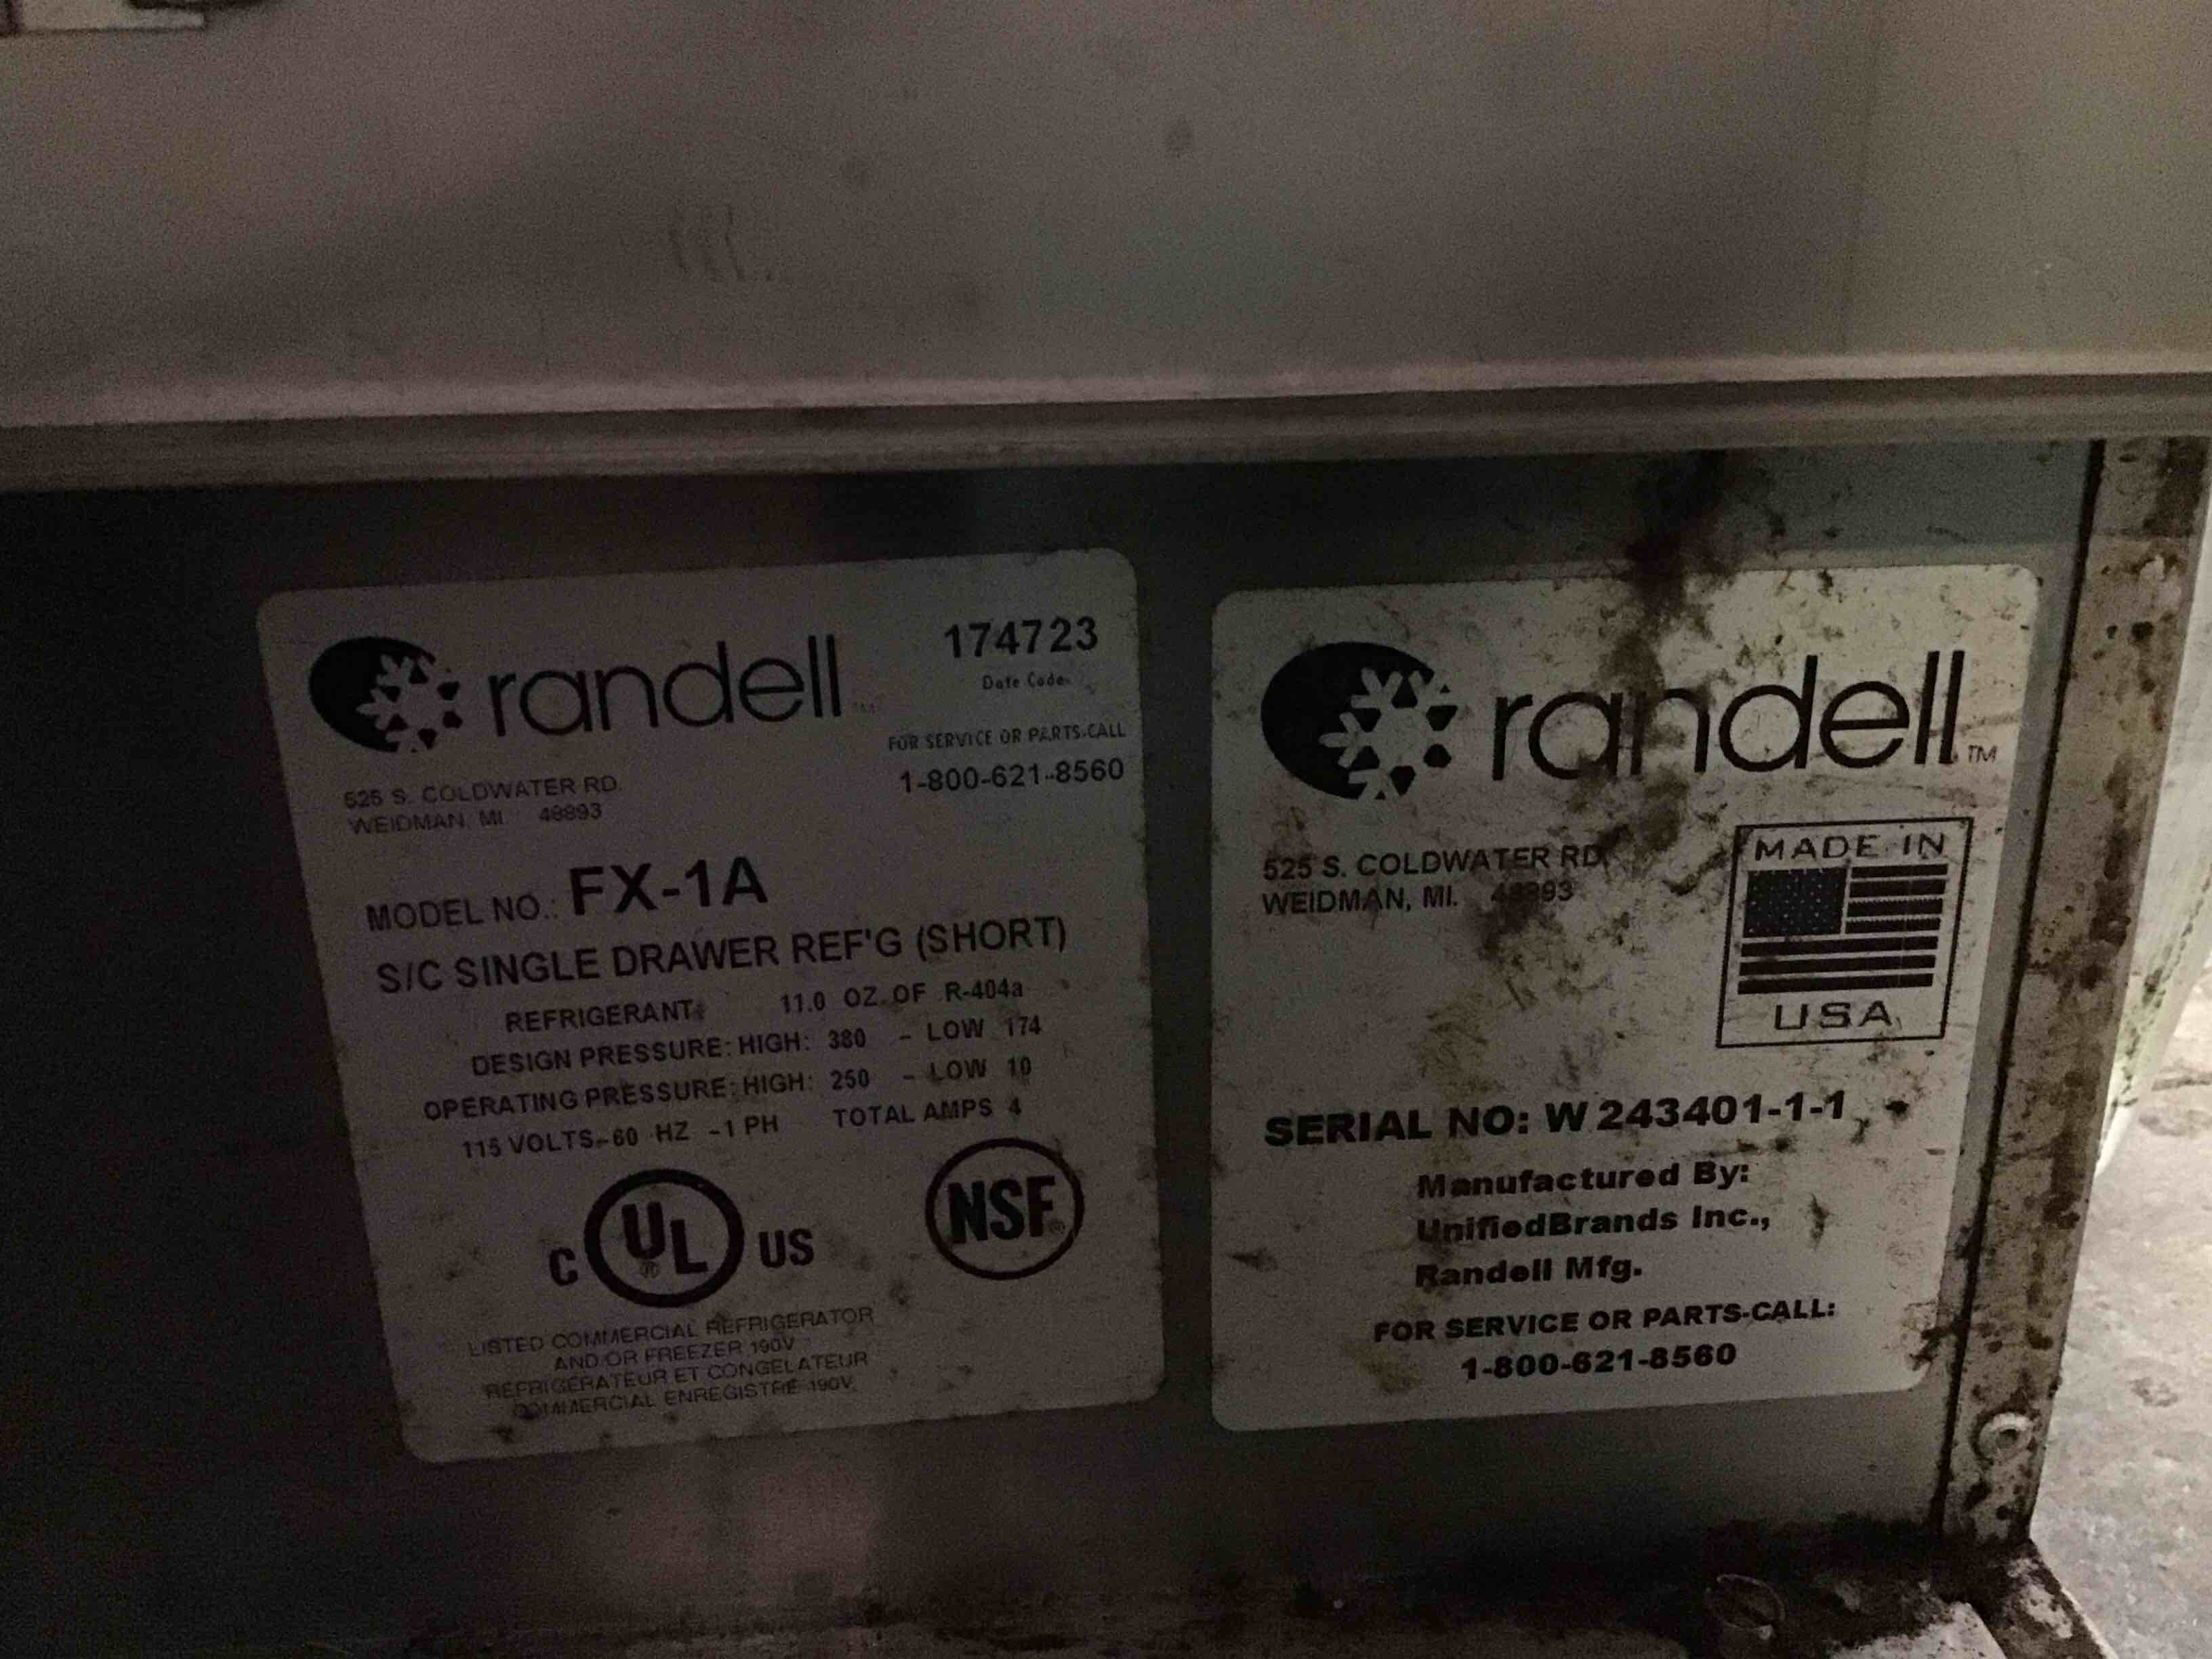 randell™
174723
Date Code
FOR SERVICE OR PARTS-CALL
1-800-621-8560
525 S. COLDWATER RD.
WEIDMAN, MI. 48893
MODEL NO.: FX-1A
S/C SINGLE DRAWER REF'G (SHORT)
REFRIGERANT: 11.0 OZ. OF R-404a
DESIGN PRESSURE: HIGH: 380 - LOW 174
OPERATING PRESSURE: HIGH: 250 - LOW 10
115 VOLTS-60 HZ -1 PH TOTAL AMPS 4
C UL ® US
NSF®
LISTED COMMERCIAL REFRIGERATOR
AND/OR FREEZER 190V
REFRIGERATEUR ET CONGELATEUR
COMMERCIAL ENREGISTRE 190V
randell™
525 S. COLDWATER RD.
WEIDMAN, MI. 48893
MADE IN
USA
SERIAL NO: W 243401-1-1
Manufactured By:
UnifiedBrands Inc.,
Randell Mfg.
FOR SERVICE OR PARTS-CALL:
1-800-621-8560